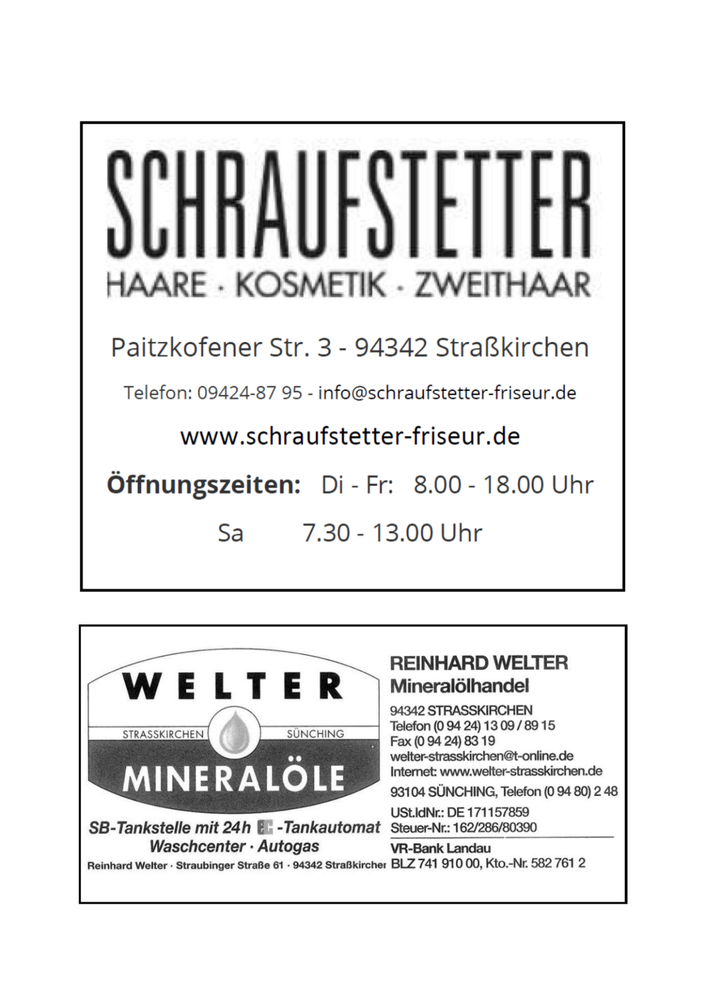 SCHRAUFSTETTER
HAARE · KOSMETIK · ZWEITHAAR
Paitzkofener Str. 3 - 94342 Straßkirchen
Telefon: 09424-87 95 - info@schraufstetter-friseur.de
www.schraufstetter-friseur.de
Öffnungszeiten: Di - Fr: 8.00 - 18.00 Uhr
Sa 7.30 - 13.00 Uhr
WELTER
STRASSKIRCHEN SÜNCHING
MINERALÖLE
SB-Tankstelle mit 24h ec -Tankautomat
Waschcenter · Autogas
Reinhard Welter · Straubinger Straße 61 · 94342 Straßkircher
REINHARD WELTER
Mineralölhandel
94342 STRASSKIRCHEN
Telefon (0 94 24) 13 09 / 89 15
Fax (0 94 24) 83 19
welter-strasskirchen@t-online.de
Internet: www.welter-strasskirchen.de
93104 SÜNCHING, Telefon (0 94 80) 2 48
USt.IdNr.: DE 171157859
Steuer-Nr.: 162/286/80390
VR-Bank Landau
BLZ 741 910 00, Kto.-Nr. 582 761 2